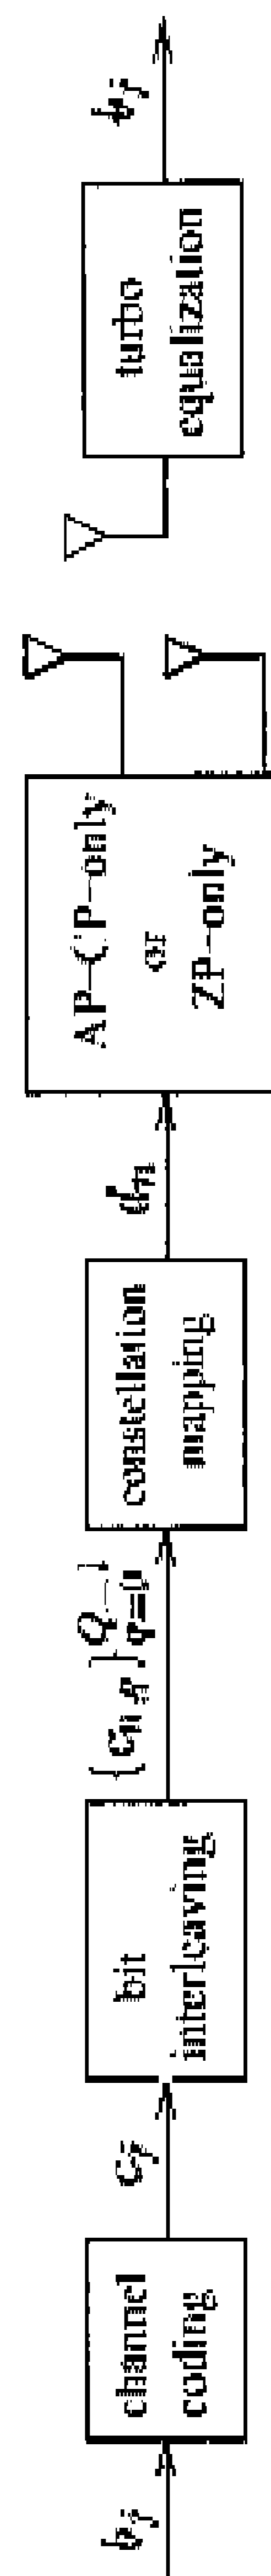 b_j
channel
coding
c_j
bit
interleaving
{c_{n,q}}_{q=0}^{Q-1}
constellation
mapping
d_n
AP-CP-only
or
ZP-only
turbo
equalization
b_j